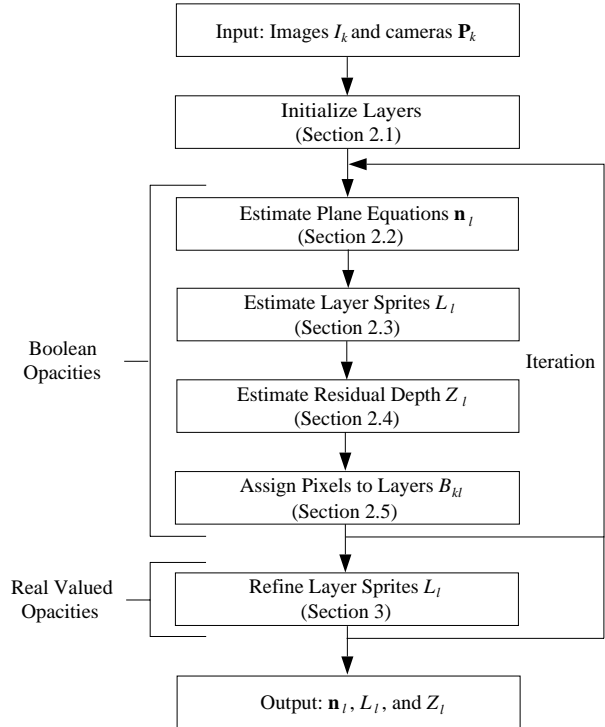 Input: Images I_k and cameras P_k
Initialize Layers
(Section 2.1)
Estimate Plane Equations n_l
(Section 2.2)
Estimate Layer Sprites L_l
(Section 2.3)
Boolean
Opacities
Iteration
Estimate Residual Depth Z_l
(Section 2.4)
Assign Pixels to Layers B_kl
(Section 2.5)
Real Valued
Opacities
Refine Layer Sprites L_l
(Section 3)
Output: n_l, L_l, and Z_l